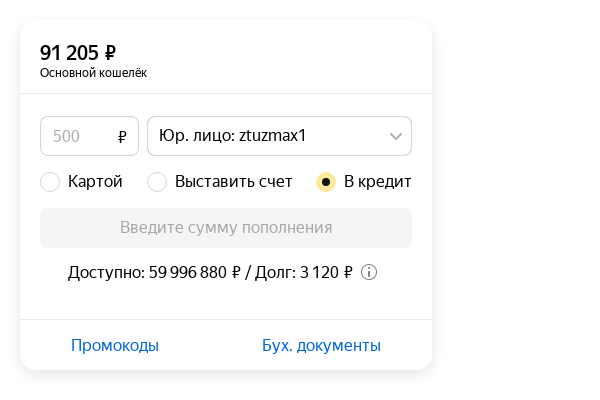 91 205 ₽
Основной кошелёк
500 ₽ Юр. лицо: ztuzmax1
Картой Выставить счет В кредит
Введите сумму пополнения
Доступно: 59 996 880 ₽ / Долг: 3 120 ₽
Промокоды Бух. документы